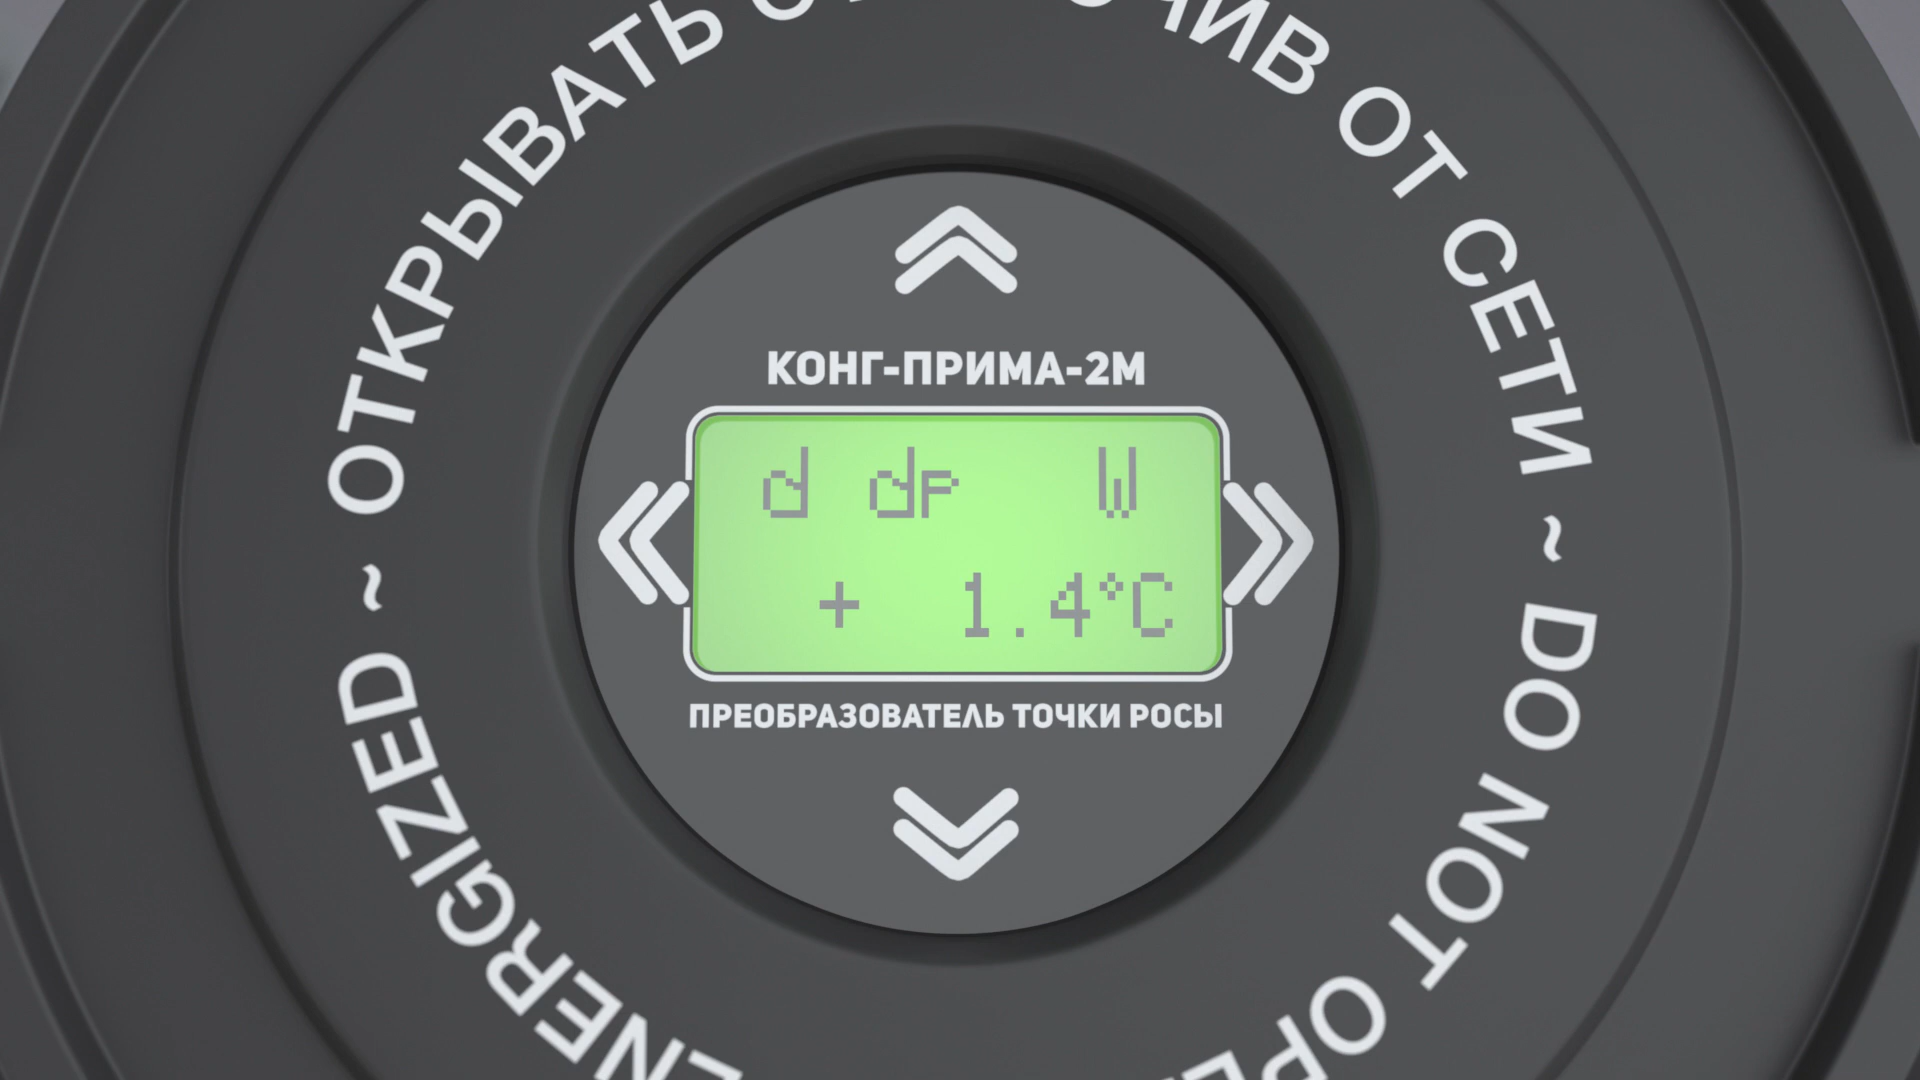 ОТКРЫВАТЬ
ОТ СЕТИ ~ DO NOT
ENERGIZED ~
КОНГ-ПРИМА-2М
d dp W
+ 1.4°C
ПРЕОБРАЗОВАТЕЛЬ ТОЧКИ РОСЫ